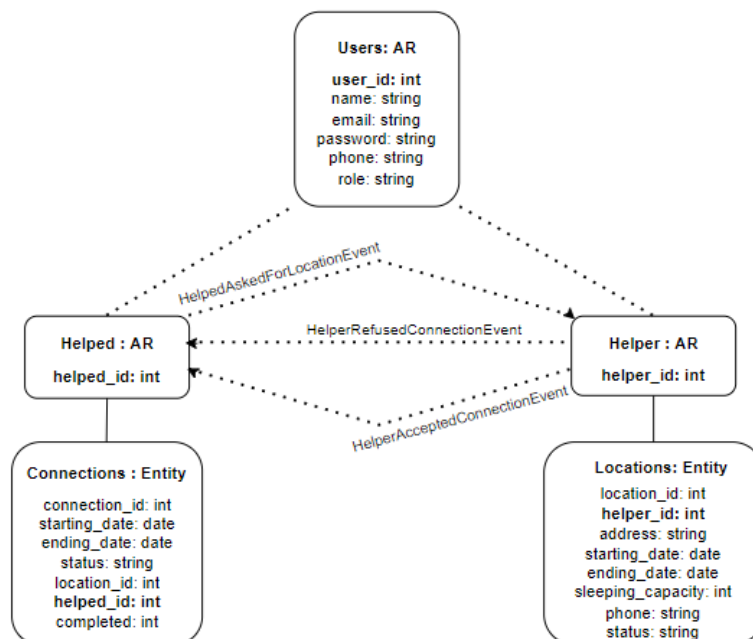 Users: AR
user_id: int
name: string
email: string
password: string
phone: string
role: string
HelpedAskedForLocationEvent
HelperRefusedConnectionEvent
HelperAcceptedConnectionEvent
Helped : AR
helped_id: int
Helper : AR
helper_id: int
Connections : Entity
connection_id: int
starting_date: date
ending_date: date
status: string
location_id: int
helped_id: int
completed: int
Locations: Entity
location_id: int
helper_id: int
address: string
starting_date: date
ending_date: date
sleeping_capacity: int
phone: string
status: string